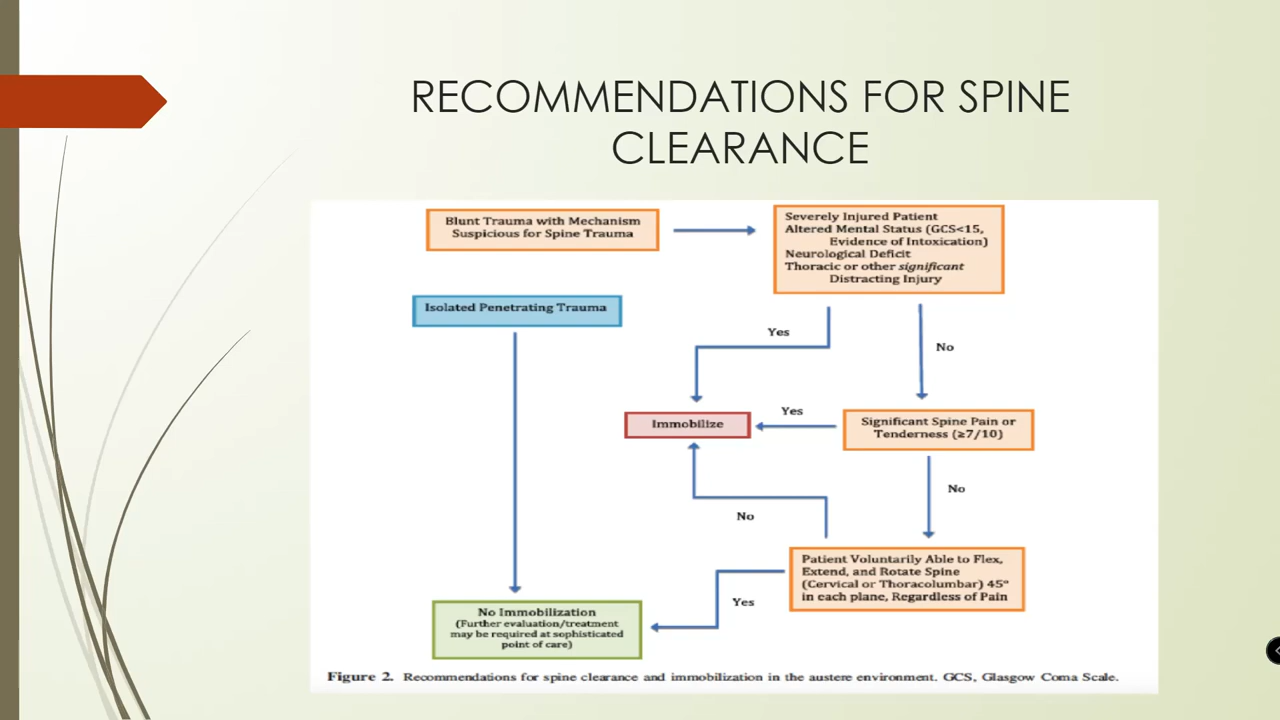 RECOMMENDATIONS FOR SPINE
CLEARANCE
Blunt Trauma with Mechanism
Suspicious for Spine Trauma
Severely Injured Patient
Altered Mental Status (GCS<15,
Evidence of Intoxication)
Neurological Deficit
Thoracic or other significant
Distracting Injury
Isolated Penetrating Trauma
Yes
No
Immobilize
Yes
Significant Spine Pain or
Tenderness (≥7/10)
No
No
Patient Voluntarily Able to Flex,
Extend, and Rotate Spine
(Cervical or Thoracolumbar) 45°
in each plane, Regardless of Pain
Yes
No Immobilization
(Further evaluation/treatment
may be required at sophisticated
point of care)
Figure 2. Recommendations for spine clearance and immobilization in the austere environment. GCS, Glasgow Coma Scale.